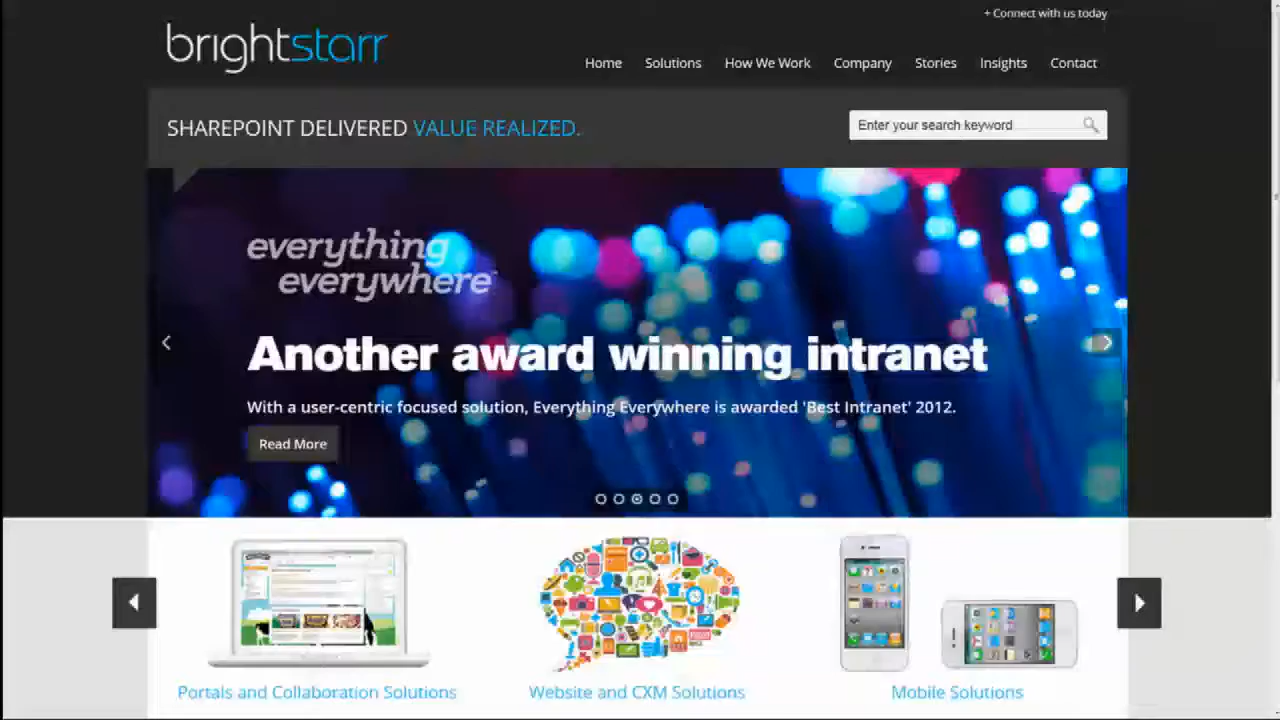 + Connect with us today
brightstarr
Home Solutions How We Work Company Stories Insights Contact
SHAREPOINT DELIVERED VALUE REALIZED.
Enter your search keyword
everything
everywhere
Another award winning intranet
With a user-centric focused solution, Everything Everywhere is awarded 'Best Intranet' 2012.
Read More
Portals and Collaboration Solutions
Website and CXM Solutions
Mobile Solutions